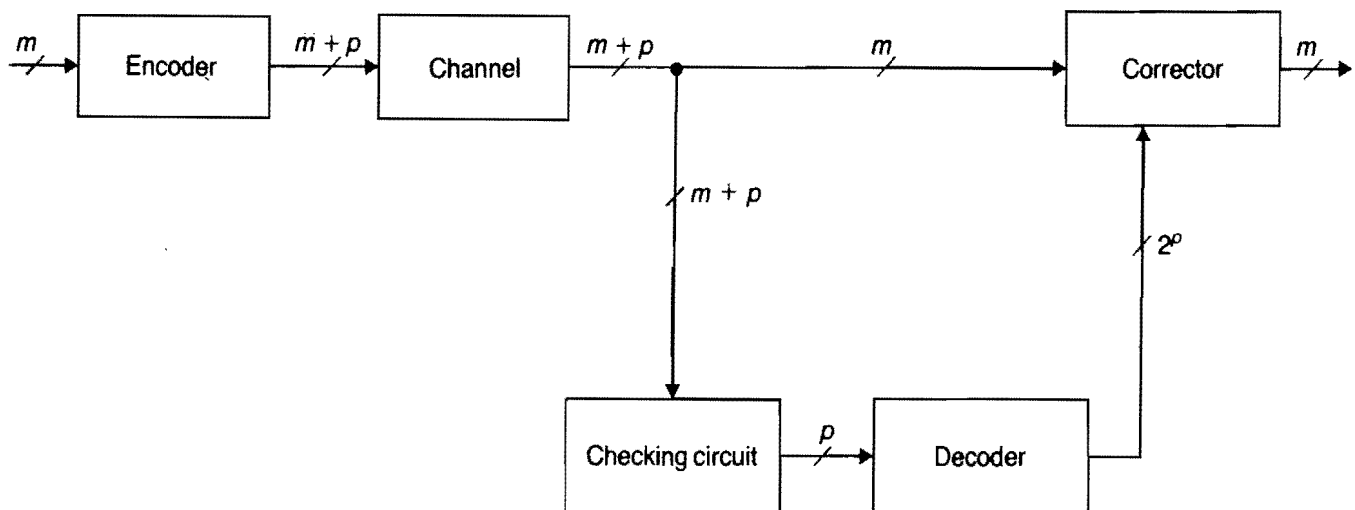 m
Encoder
m + p
Channel
m + p
m
Corrector
m
m + p
2^p
Checking circuit
p
Decoder